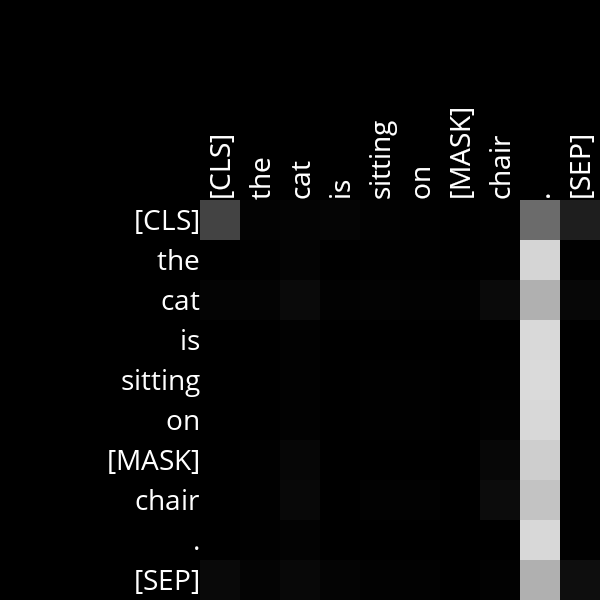 [CLS] the cat is sitting on [MASK] chair . [SEP]
[CLS]
the
cat
is
sitting
on
[MASK]
chair
.
[SEP]